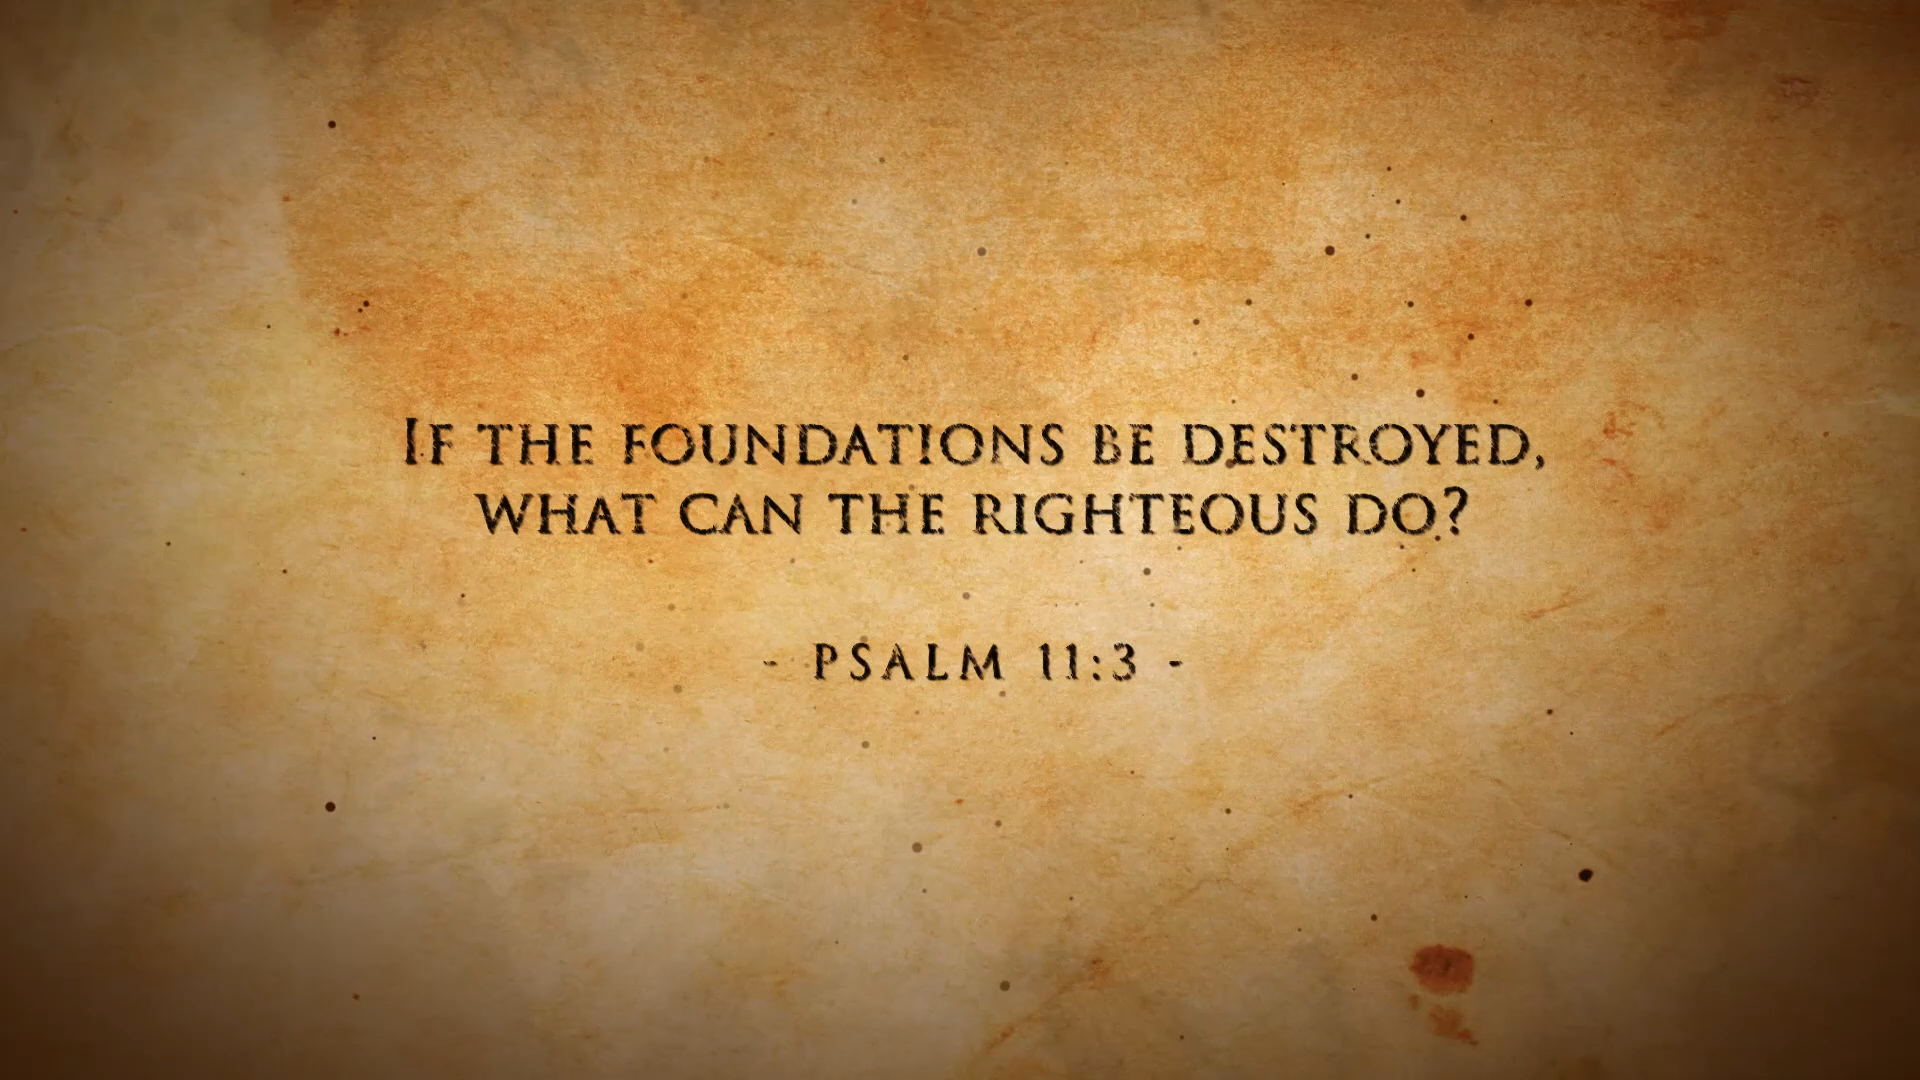 If the foundations be destroyed,
what can the righteous do?
- PSALM 11:3 -